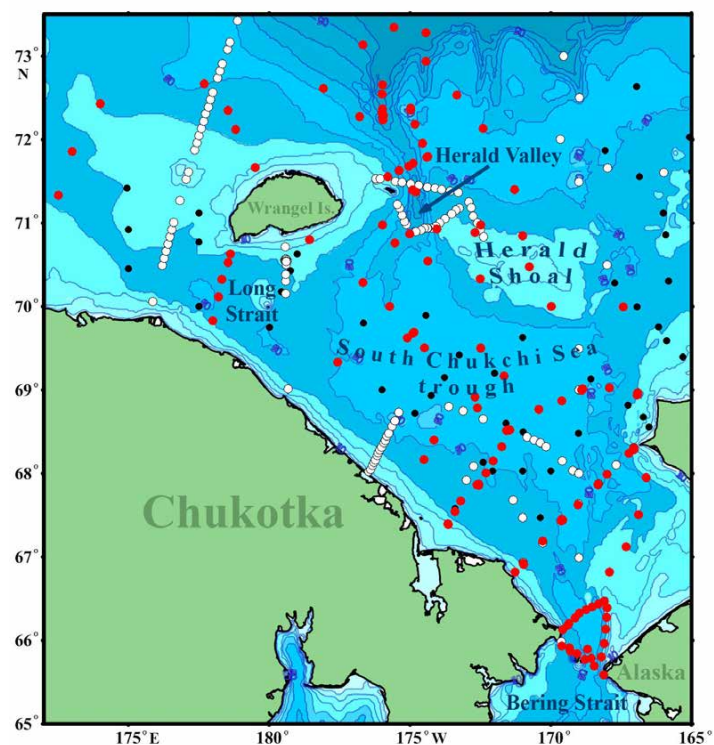 73
N
72
Herald Valley
Wrangel Is.
71
Herald
Shoal
Long
Strait
70
South Chukchi Sea
trough
69
68
Chukotka
67
66
Alaska
Bering Strait
65
175°E
180
175°W
170
165°